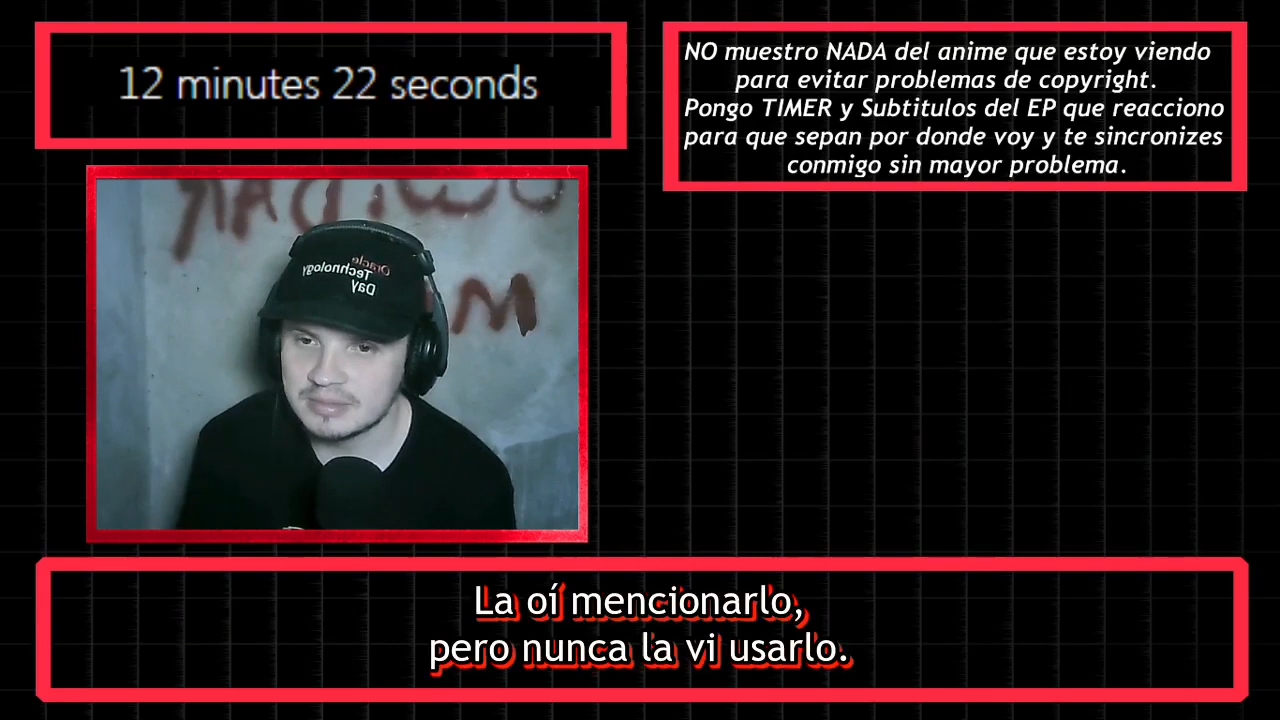 12 minutes 22 seconds
NO muestro NADA del anime que estoy viendo
para evitar problemas de copyright.
Pongo TIMER y Subtitulos del EP que reacciono
para que sepan por donde voy y te sincronizes
conmigo sin mayor problema.
Oracle
Technology
Day
La oí mencionarlo,
pero nunca la vi usarlo.